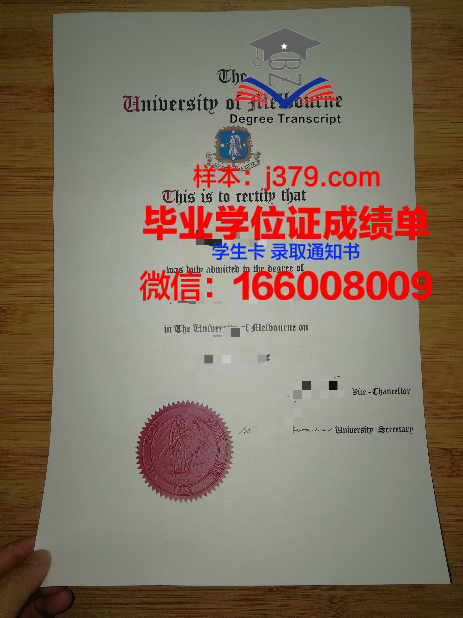 The
University of Melbourne
Degree Transcript
样本：j379.com
This is to certify that
毕业学位证成绩单
学生卡 录取通知书
was duly admitted to the degree of
微信：166008009
in The University of Melbourne on
Vice-Chancellor
University Secretary